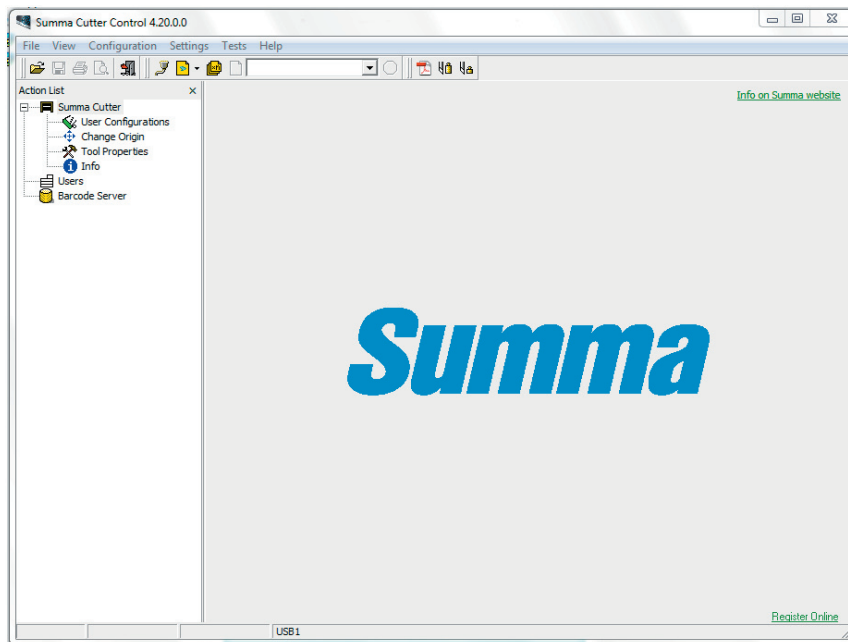 Summa Cutter Control 4.20.0.0
File View Configuration Settings Tests Help
Action List
Info on Summa website
Summa Cutter
User Configurations
Change Origin
Tool Properties
Info
Users
Barcode Server
Summa
Register Online
USB1